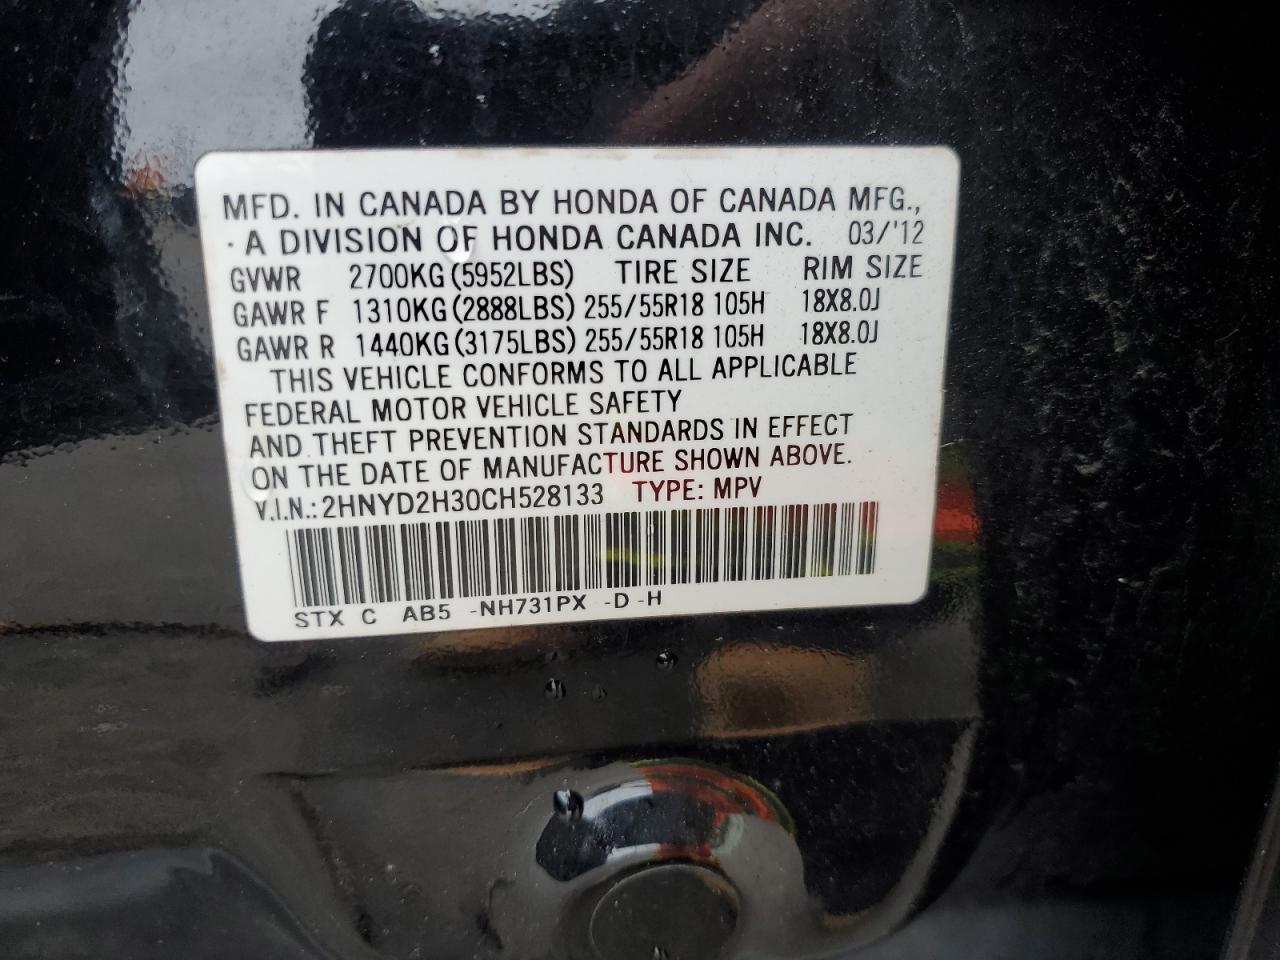 MFD. IN CANADA BY HONDA OF CANADA MFG.,
· A DIVISION OF HONDA CANADA INC. 03/'12
GVWR 2700KG (5952LBS) TIRE SIZE RIM SIZE
GAWR F 1310KG (2888LBS) 255/55R18 105H 18X8.0J
GAWR R 1440KG (3175LBS) 255/55R18 105H 18X8.0J
THIS VEHICLE CONFORMS TO ALL APPLICABLE
FEDERAL MOTOR VEHICLE SAFETY
AND THEFT PREVENTION STANDARDS IN EFFECT
ON THE DATE OF MANUFACTURE SHOWN ABOVE.
V.I.N.: 2HNYD2H30CH528133 TYPE: MPV
STX C AB5 -NH731PX -D -H